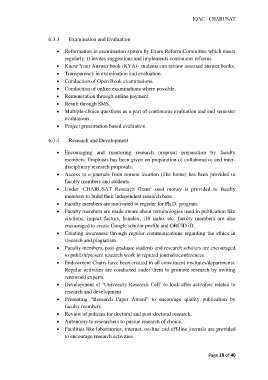 IQAC - CHARUSAT
6.3.3 Examination and Evaluation
• Reformation in examination system by Exam Reform Committee which meets
regularly. It invites suggestions and implements continuous reforms.
• Know Your Answer book (KYA)- students can review assessed answer books.
• Transparency in examination and evaluation.
• Conduction of Open Book examinations.
• Conduction of online examinations where possible.
• Remuneration through online payment.
• Result through SMS.
• Multiple-choice questions as a part of continuous evaluation and end semester
evaluations.
• Project presentation based evaluation.
6.3.4 Research and Development
• Encouraging and mentoring research proposal preparation by faculty
members. Emphasis has been given on preparation of collaborative and inter-
disciplinary research proposals.
• Access to e-journals from remote location (like home) has been provided to
faculty members and students.
• Under 'CHARUSAT Research Grant' seed money is provided to faculty
members to build their independent research base.
• Faculty members are motivated to register for Ph.D. program.
• Faculty members are made aware about terminologies used in publication like
citations, impact factors, h-index, i10 index etc. faculty members are also
encouraged to create Google scholar profile and ORCID iD.
• Creating awareness through regular communications regarding the ethics in
research and plagiarism.
• Faculty members, post-graduate students and research scholars are encouraged
to publish/present research work in reputed journals/conferences.
• Endowment Chairs have been created in all constituent institutes/departments.
Regular activities are conducted under them to promote research by inviting
renowned experts.
• Development of 'University Research Cell' to look after activities related to
research and development.
• Presenting "Research Paper Award" to encourage quality publication by
faculty members.
• Review of policies for doctoral and post-doctoral research.
• Autonomy to researchers to pursue research of choice.
• Facilities like laboratories, internet, on-line and off-line journals are provided
to encourage research activities.
Page 28 of 40